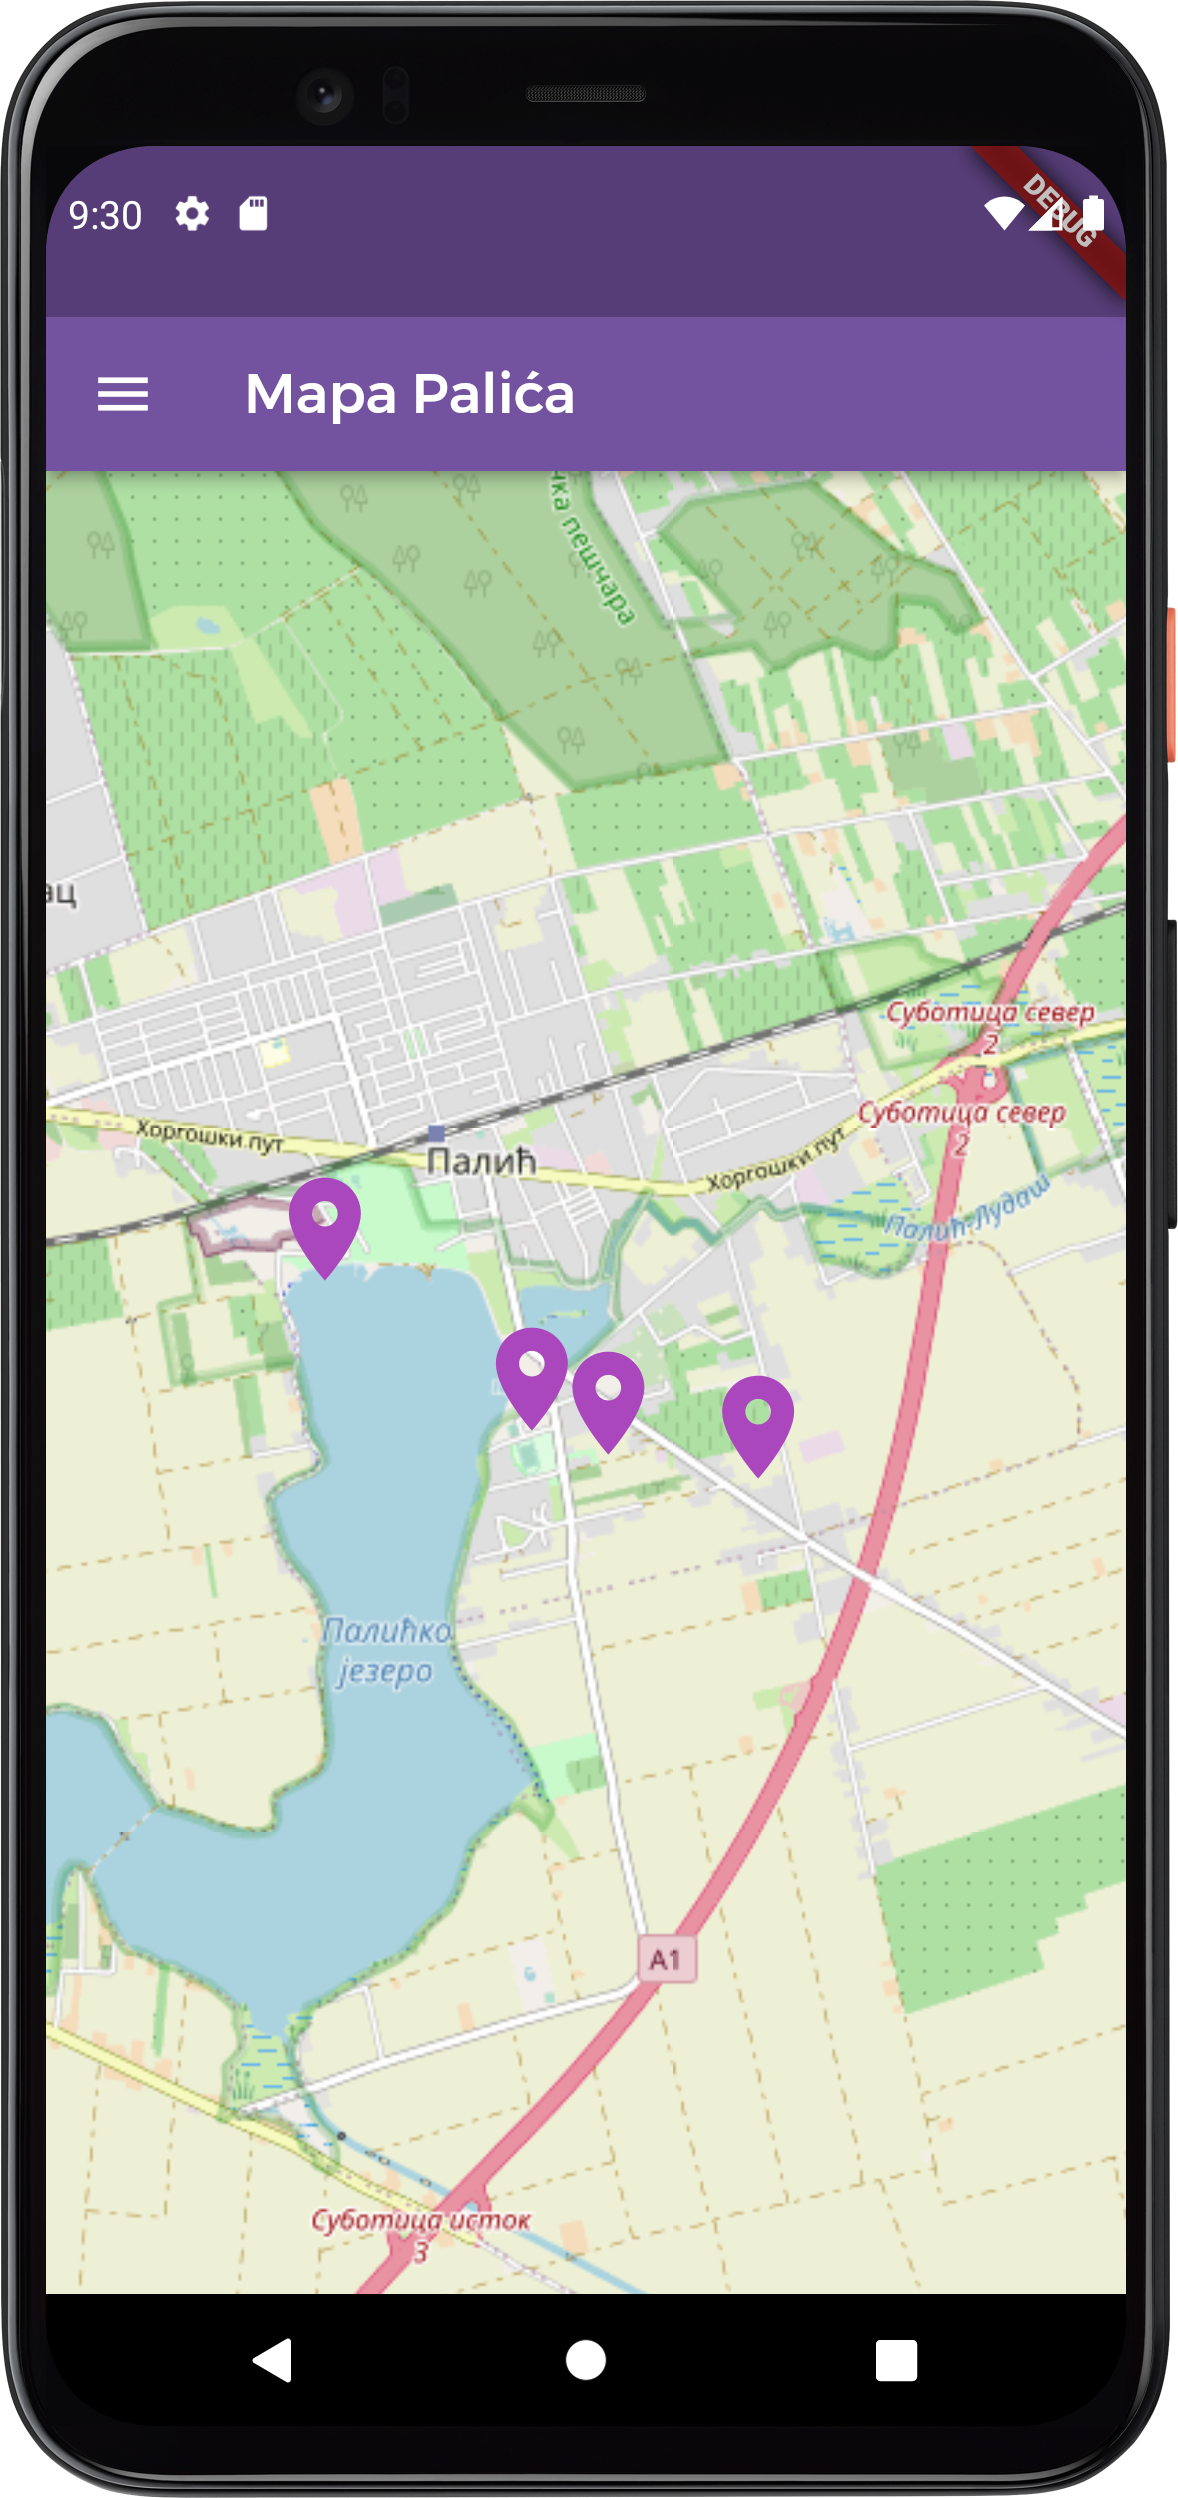 9:30
DEBUG
Mapa Palića
чка пешчара
ац
Суботица север
2
Суботица север
2
Хоргошки пут
Палић
Хоргошки пут
Палић-Лудаш
Палићко
језеро
A1
Суботица исток
3